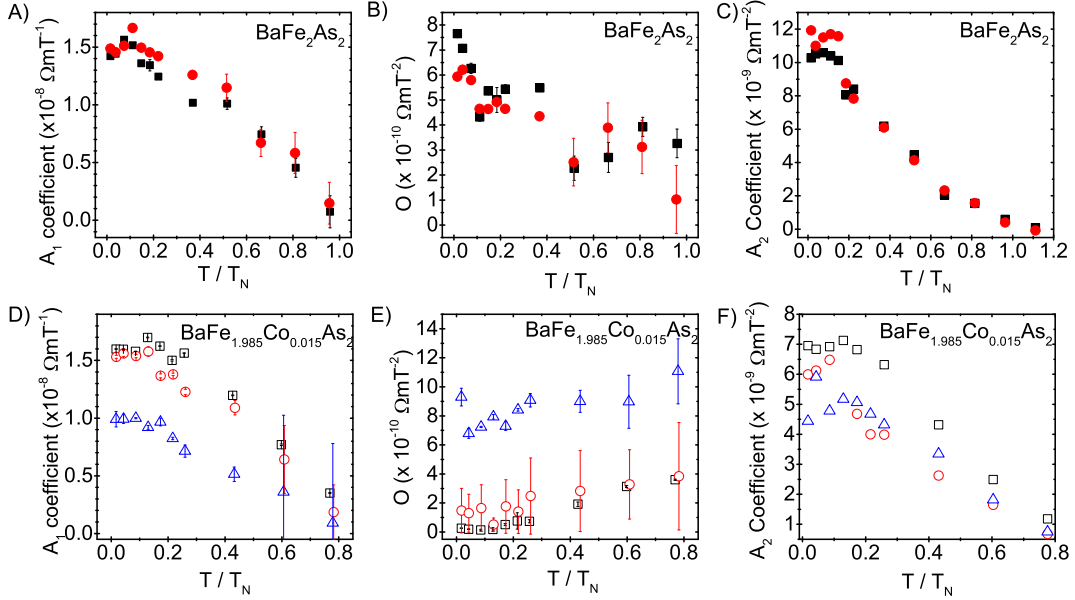 A)
BaFe2As2
A1 coefficient (x10-8 ΩmT-1)
1.5
1.0
0.5
0.0
0.0 0.2 0.4 0.6 0.8 1.0
T / TN
B)
BaFe2As2
O (x 10-10 ΩmT-2)
8
7
6
5
4
3
2
1
0
0.0 0.2 0.4 0.6 0.8 1.0
T / TN
C)
BaFe2As2
A2 Coefficient (x 10-9 ΩmT-2)
12
10
8
6
4
2
0
0.0 0.2 0.4 0.6 0.8 1.0 1.2
T / TN
D)
BaFe1.985Co0.015As2
A1 coefficient (x10-8 ΩmT-1)
1.5
1.0
0.5
0.0
0.0 0.2 0.4 0.6 0.8
T / TN
E)
BaFe1.985Co0.015As2
O (x 10-10 ΩmT-2)
14
12
10
8
6
4
2
0
0.0 0.2 0.4 0.6 0.8
T / TN
F)
BaFe1.985Co0.015As2
A2 Coefficient (x 10-9 ΩmT-2)
8
7
6
5
4
3
2
1
0.0 0.2 0.4 0.6 0.8
T / TN